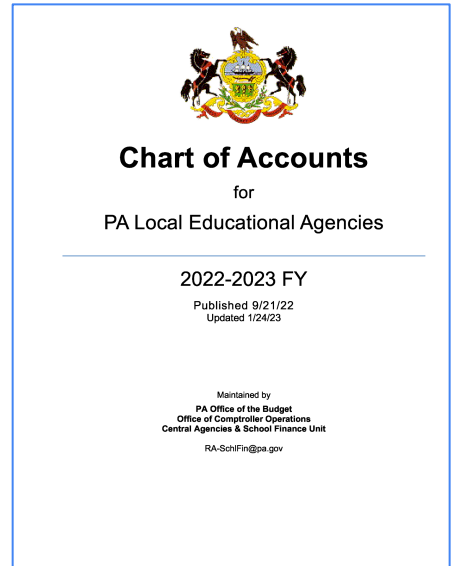 Chart of Accounts
for
PA Local Educational Agencies
2022-2023 FY
Published 9/21/22
Updated 1/24/23
Maintained by
PA Office of the Budget
Office of Comptroller Operations
Central Agencies & School Finance Unit
RA-SchlFin@pa.gov